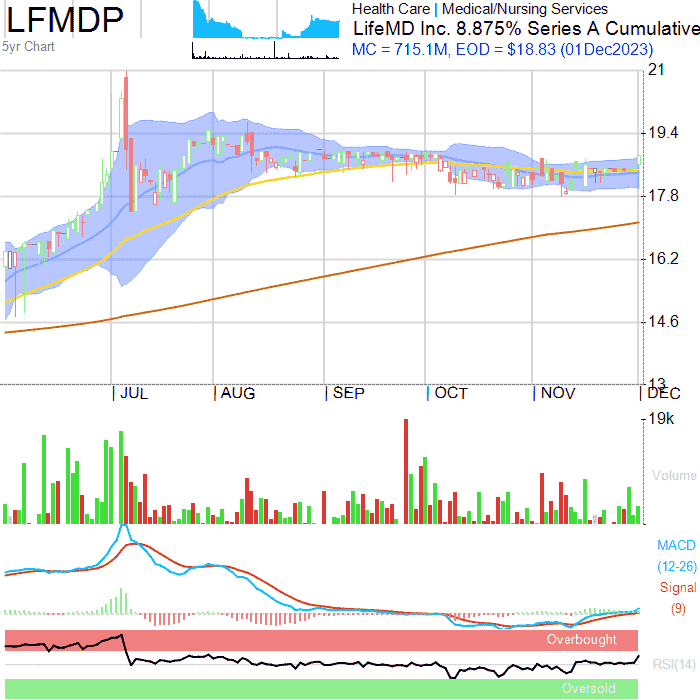 LFMDP
5yr Chart
Health Care | Medical/Nursing Services
LifeMD Inc. 8.875% Series A Cumulative
MC = 715.1M, EOD = $18.83 (01Dec2023)
21
19.4
17.8
16.2
14.6
13
JUL AUG SEP OCT NOV DEC
19k
Volume
MACD
(12-26)
Signal
(9)
Overbought
RSI(14)
Oversold